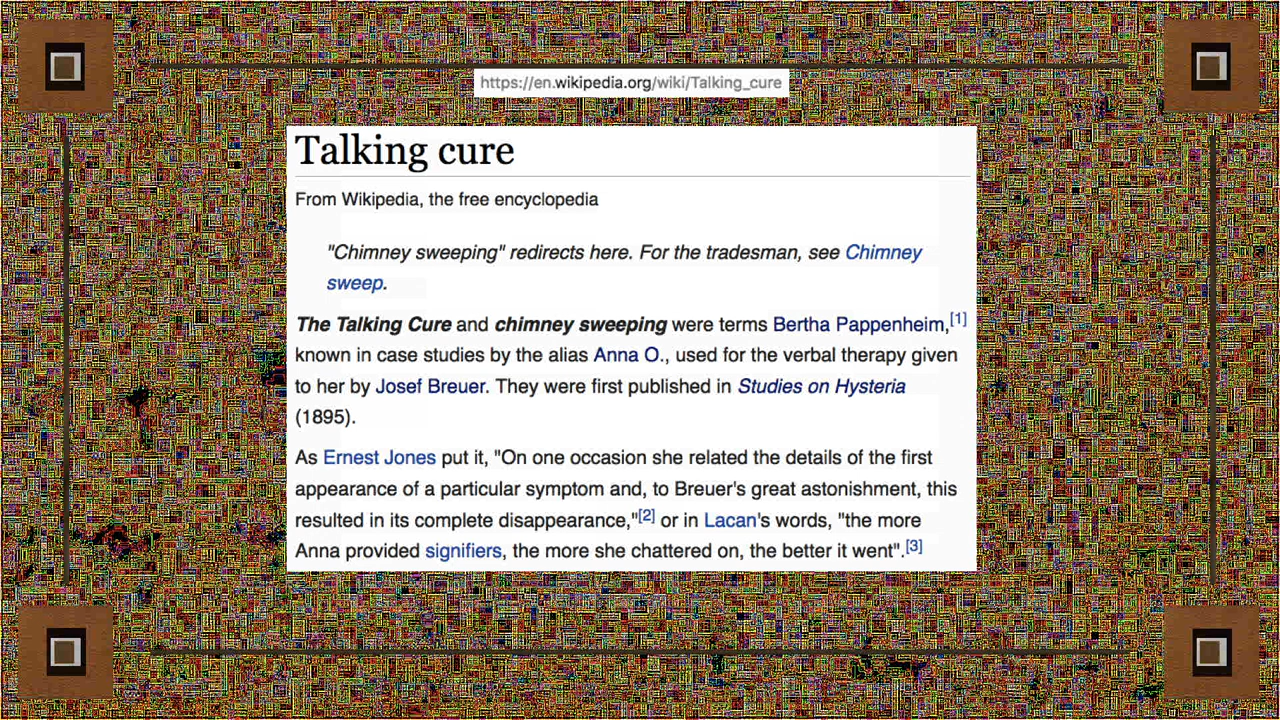 https://en.wikipedia.org/wiki/Talking_cure
Talking cure
From Wikipedia, the free encyclopedia
"Chimney sweeping" redirects here. For the tradesman, see Chimney
sweep.
The Talking Cure and chimney sweeping were terms Bertha Pappenheim,[1]
known in case studies by the alias Anna O., used for the verbal therapy given
to her by Josef Breuer. They were first published in Studies on Hysteria
(1895).
As Ernest Jones put it, "On one occasion she related the details of the first
appearance of a particular symptom and, to Breuer's great astonishment, this
resulted in its complete disappearance,"[2] or in Lacan's words, "the more
Anna provided signifiers, the more she chattered on, the better it went".[3]